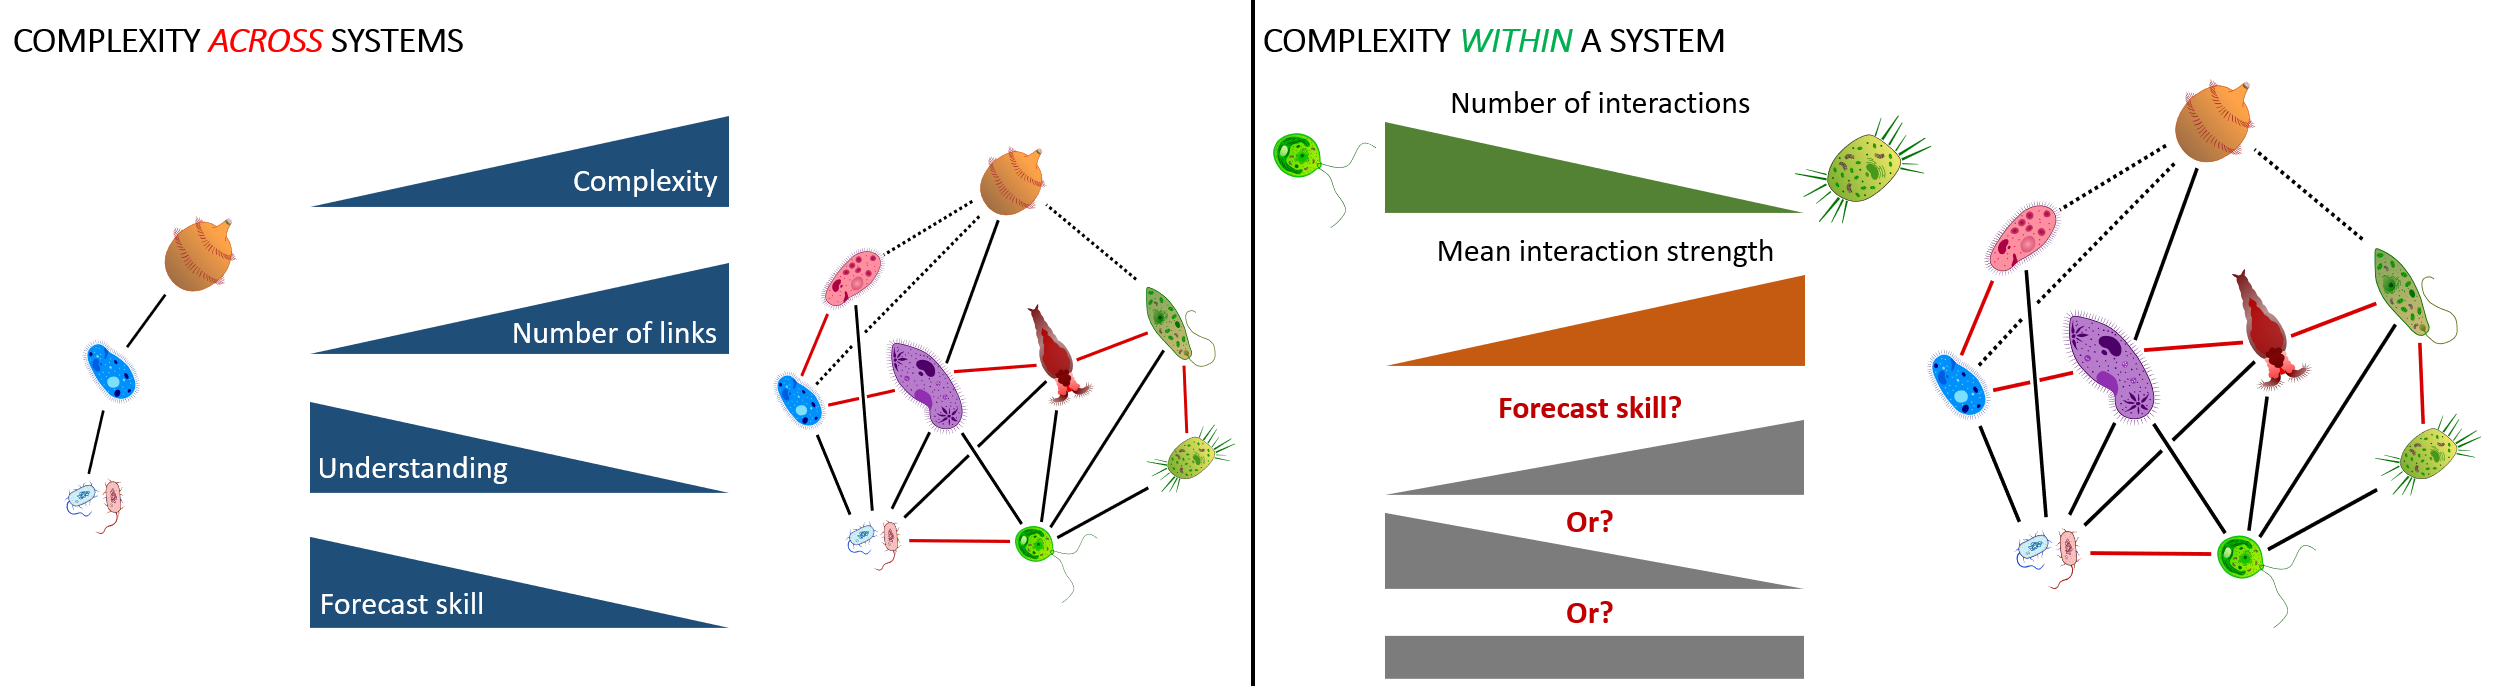 COMPLEXITY ACROSS SYSTEMS
Complexity
Number of links
Understanding
Forecast skill
COMPLEXITY WITHIN A SYSTEM
Number of interactions
Mean interaction strength
Forecast skill?
Or?
Or?